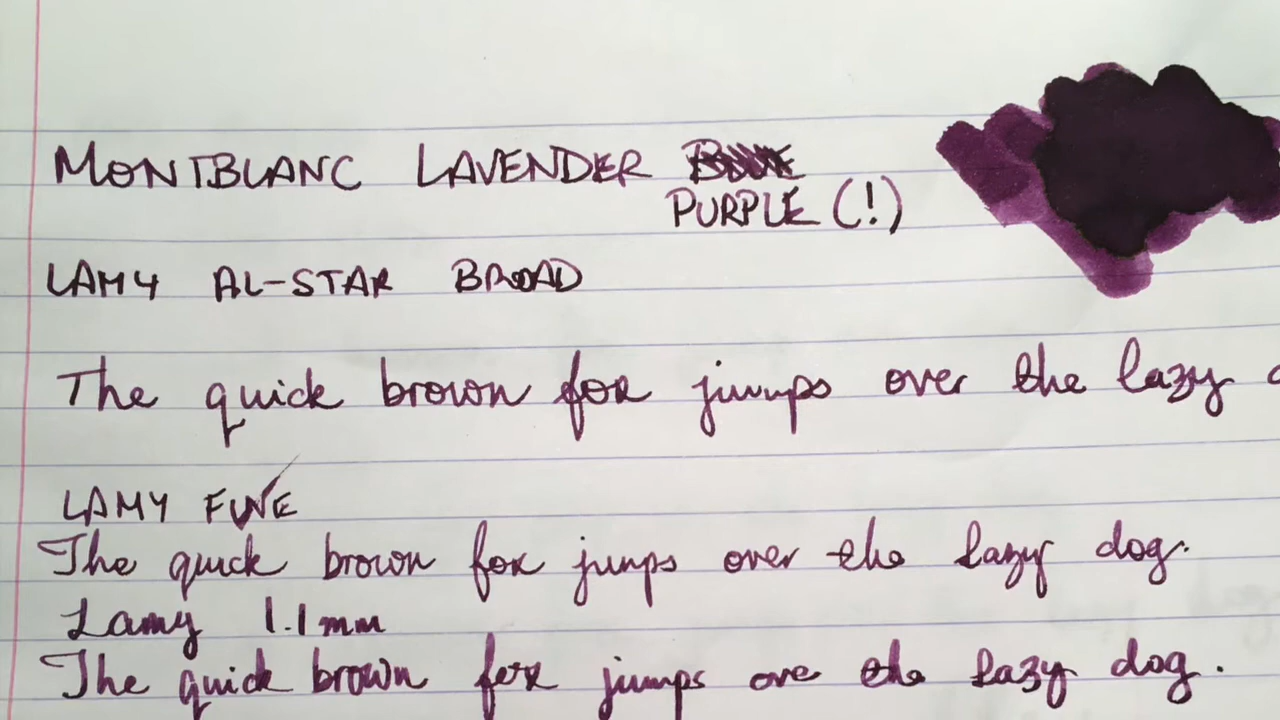 MONTBLANC LAVENDER
PURPLE (!)
LAMY AL-STAR BROAD
The quick brown fox jumps over the lazy
LAMY FINE
The quick brown fox jumps over the lazy dog.
Lamy 1.1mm
The quick brown fox jumps over the lazy dog.